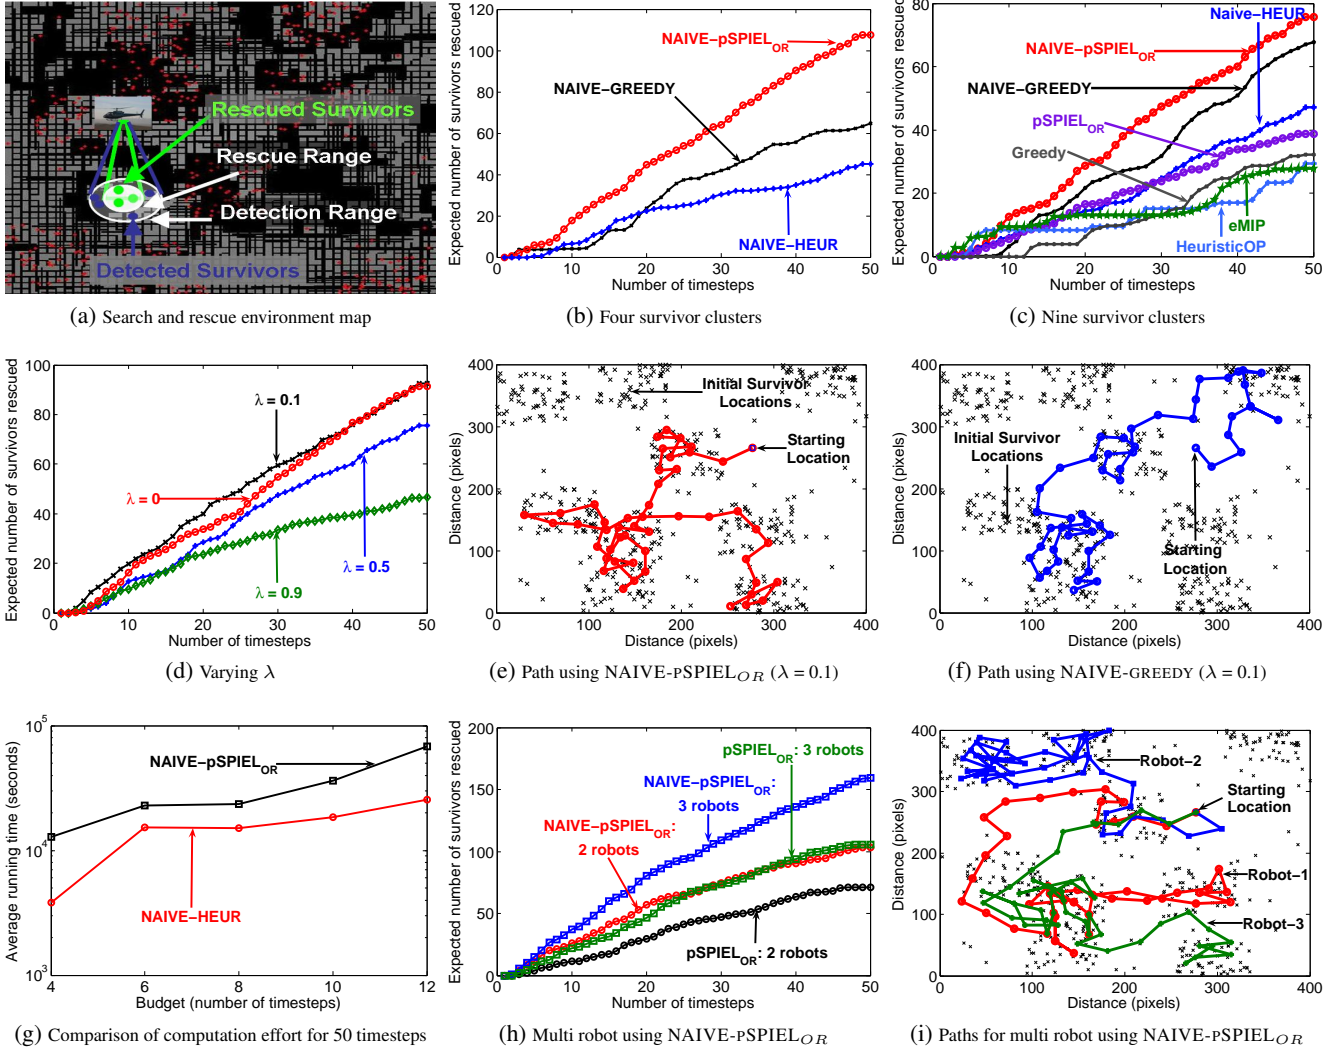 Rescued Survivors
Rescue Range
Detection Range
Detected Survivors
(a) Search and rescue environment map
Expected number of survivors rescued
120
100
80
60
40
20
0
0
10
20
30
40
50
Number of timesteps
NAIVE-pSPIEL_OR
NAIVE-GREEDY
NAIVE-HEUR
(b) Four survivor clusters
Expected number of survivors rescued
80
60
40
20
0
0
10
20
30
40
50
Number of timesteps
Naive-HEUR
NAIVE-pSPIEL_OR
NAIVE-GREEDY
pSPIEL_OR
Greedy
eMIP
HeuristicOP
(c) Nine survivor clusters
Expected number of survivors rescued
100
80
60
40
20
0
0
10
20
30
40
50
Number of timesteps
λ = 0.1
λ = 0
λ = 0.5
λ = 0.9
(d) Varying λ
Distance (pixels)
400
300
200
100
0
0
100
200
300
400
Distance (pixels)
Initial Survivor
Locations
Starting
Location
(e) Path using NAIVE-PSPIEL_OR (λ = 0.1)
Distance (pixels)
400
300
200
100
0
0
100
200
300
400
Distance (pixels)
Initial Survivor
Locations
Starting
Location
(f) Path using NAIVE-GREEDY (λ = 0.1)
Average running time (seconds)
10^5
10^4
10^3
4
6
8
10
12
Budget (number of timesteps)
NAIVE-pSPIEL_OR
NAIVE-HEUR
(g) Comparison of computation effort for 50 timesteps
Expected number of survivors rescued
200
150
100
50
0
0
10
20
30
40
50
Number of timesteps
pSPIEL_OR: 3 robots
NAIVE-pSPIEL_OR:
3 robots
NAIVE-pSPIEL_OR:
2 robots
pSPIEL_OR: 2 robots
(h) Multi robot using NAIVE-PSPIEL_OR
Distance (pixels)
400
300
200
100
0
0
100
200
300
400
Distance (pixels)
Robot-2
Starting
Location
Robot-1
Robot-3
(i) Paths for multi robot using NAIVE-PSPIEL_OR